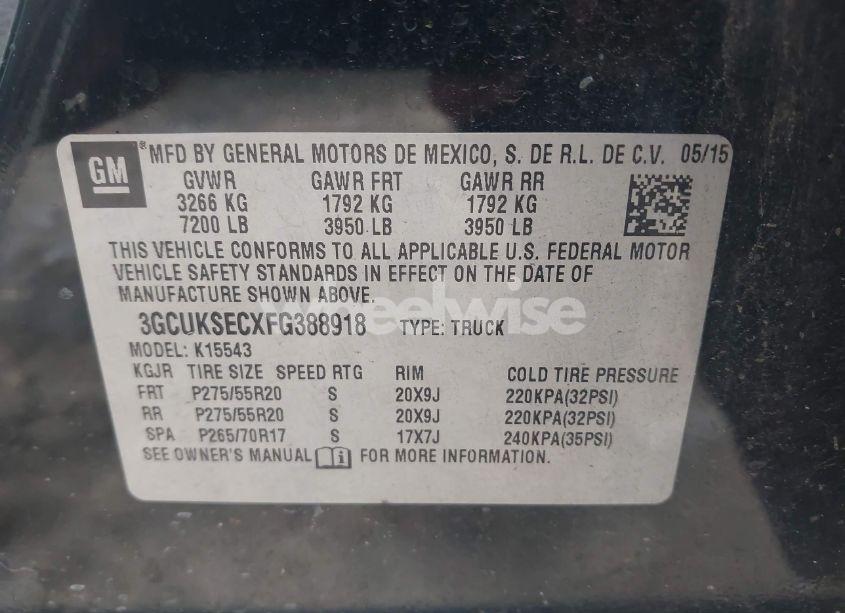 GM ® MFD BY GENERAL MOTORS DE MEXICO, S. DE R.L. DE C.V. 05/15
GVWR GAWR FRT GAWR RR
3266 KG 1792 KG 1792 KG
7200 LB 3950 LB 3950 LB
THIS VEHICLE CONFORMS TO ALL APPLICABLE U.S. FEDERAL MOTOR
VEHICLE SAFETY STANDARDS IN EFFECT ON THE DATE OF
MANUFACTURE SHOWN ABOVE.
wheelwise
3GCUKSECXFG388918 TYPE: TRUCK
MODEL: K15543
KGJR TIRE SIZE SPEED RTG RIM COLD TIRE PRESSURE
FRT P275/55R20 S 20X9J 220KPA(32PSI)
RR P275/55R20 S 20X9J 220KPA(32PSI)
SPA P265/70R17 S 17X7J 240KPA(35PSI)
SEE OWNER'S MANUAL i FOR MORE INFORMATION.